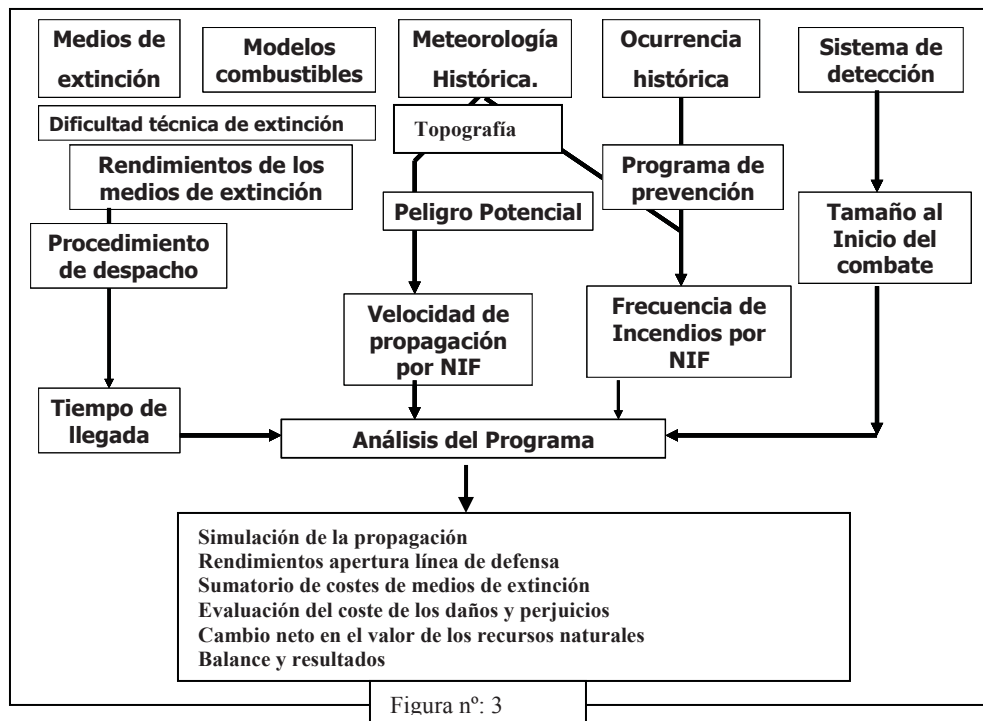 Medios de
extinción
Modelos
combustibles
Meteorología
Histórica.
Ocurrencia
histórica
Sistema de
detección
Dificultad técnica de extinción
Topografía
Rendimientos de los
medios de extinción
Programa de
prevención
Peligro Potencial
Tamaño al
Inicio del
combate
Procedimiento
de despacho
Velocidad de
propagación
por NIF
Frecuencia de
Incendios por
NIF
Tiempo de
llegada
Análisis del Programa
Simulación de la propagación
Rendimientos apertura línea de defensa
Sumatorio de costes de medios de extinción
Evaluación del coste de los daños y perjuicios
Cambio neto en el valor de los recursos naturales
Balance y resultados
Figura nº: 3